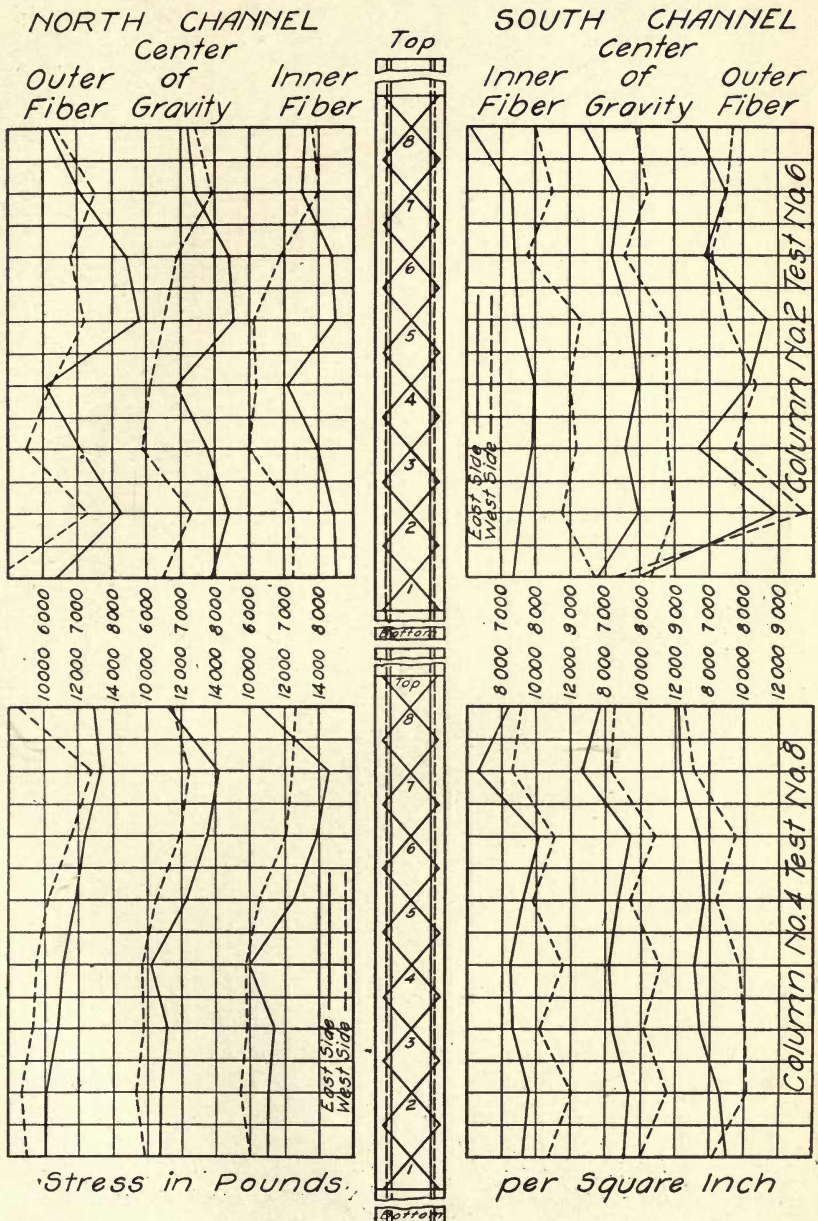 NORTH CHANNEL
Outer
Fiber
Center
of
Gravity
Inner
Fiber
Top
SOUTH CHANNEL
Inner
Fiber
Center
of
Gravity
Outer
Fiber
8
7
6
5
4
3
2
1
Bottom
East Side
West Side
Column No.2 Test No.6
6000 7000 8000 6000 7000 8000 6000 8000
7000 8000 9000 7000 8000 9000 7000 8000 9000
10000 12000 14000 10000 12000 14000 10000 12000 14000
8000 10000 12000 8000 10000 12000 8000 10000 12000
Top
8
7
6
5
4
3
2
1
Bottom
East Side
West Side
Column No.4 Test No.8
Stress in Pounds
per Square Inch